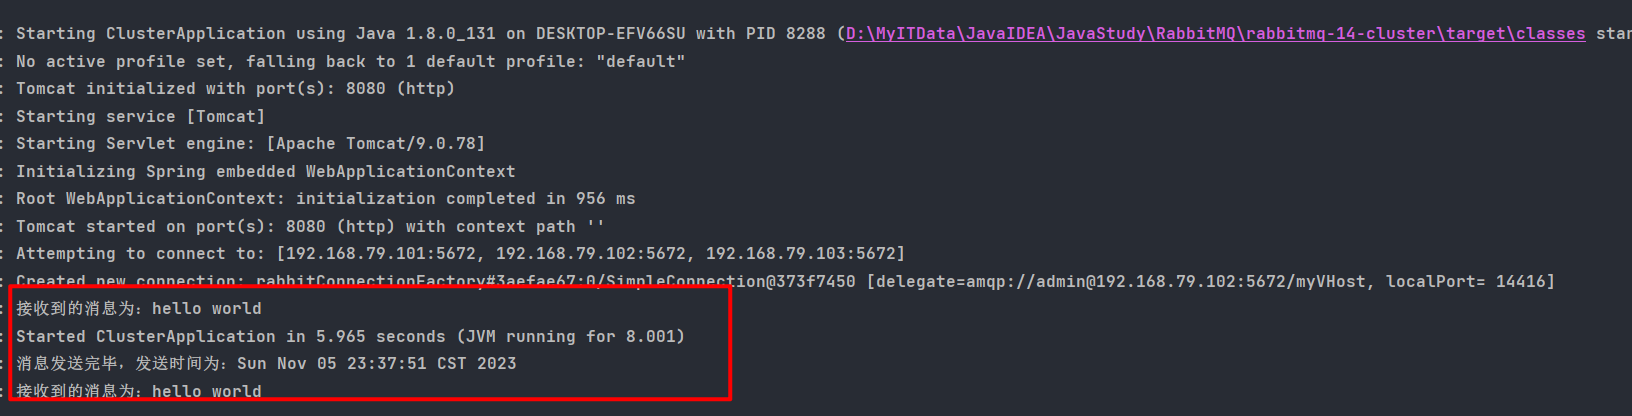 : Starting ClusterApplication using Java 1.8.0_131 on DESKTOP-EFV66SU with PID 8288 (D:\MyITData\JavaIDEA\JavaStudy\RabbitMQ\rabbitmq-14-cluster\target\classes star
: No active profile set, falling back to 1 default profile: "default"
: Tomcat initialized with port(s): 8080 (http)
: Starting service [Tomcat]
: Starting Servlet engine: [Apache Tomcat/9.0.78]
: Initializing Spring embedded WebApplicationContext
: Root WebApplicationContext: initialization completed in 956 ms
: Tomcat started on port(s): 8080 (http) with context path ''
: Attempting to connect to: [192.168.79.101:5672, 192.168.79.102:5672, 192.168.79.103:5672]
: Created new connection: rabbitConnectionFactory#3aefae67:0/SimpleConnection@373f7450 [delegate=amqp://admin@192.168.79.102:5672/myVHost, localPort= 14416]
: 接收到的消息为：hello world
: Started ClusterApplication in 5.965 seconds (JVM running for 8.001)
: 消息发送完毕，发送时间为：Sun Nov 05 23:37:51 CST 2023
: 接收到的消息为：hello world